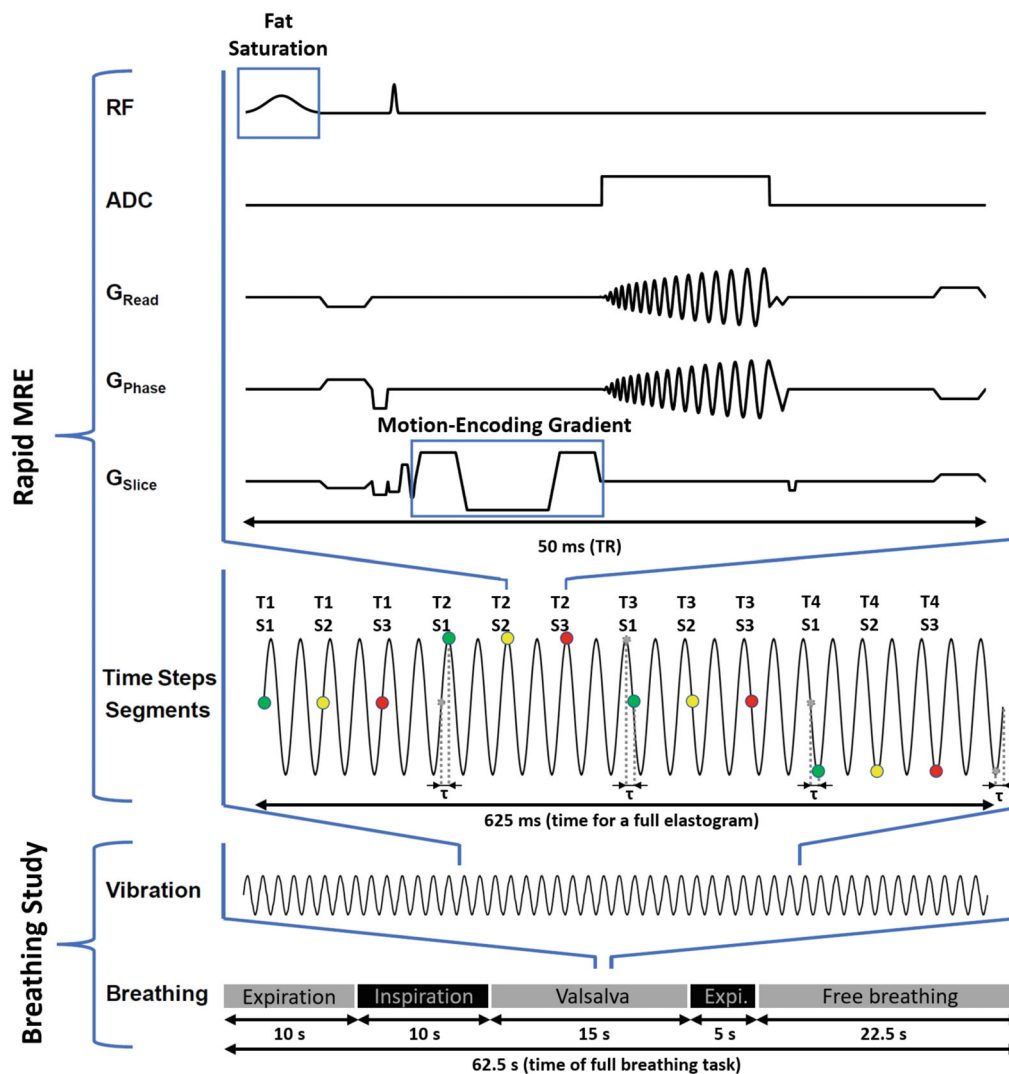 Fat
Saturation
RF
ADC
GRead
GPhase
Motion-Encoding Gradient
GSlice
50 ms (TR)
Rapid MRE
T1 T1 T1 T2 T2 T2 T3 T3 T3 T4 T4 T4
S1 S2 S3 S1 S2 S3 S1 S2 S3 S1 S2 S3
Time Steps
Segments
τ τ τ τ
625 ms (time for a full elastogram)
Breathing Study
Vibration
Breathing
Expiration Inspiration Valsalva Expi. Free breathing
10 s 10 s 15 s 5 s 22.5 s
62.5 s (time of full breathing task)